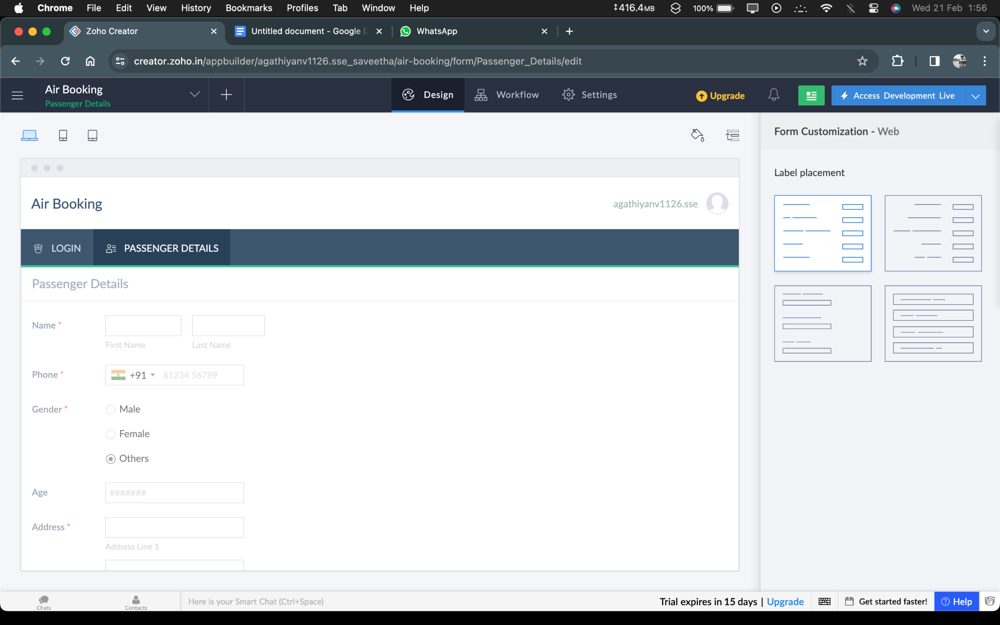 Chrome File Edit View History Bookmarks Profiles Tab Window Help 416.4MB 100% Wed 21 Feb 1:56
Zoho Creator Untitled document - Google WhatsApp
creator.zoho.in/appbuilder/agathiyanv1126.sse_saveetha/air-booking/form/Passenger_Details/edit
Air Booking
Passenger Details
Design Workflow Settings Upgrade Access Development Live
Form Customization - Web
Label placement
Air Booking agathiyanv1126.sse
LOGIN PASSENGER DETAILS
Passenger Details
Name *
First Name Last Name
Phone * +91 81234 56789
Gender * Male
Female
Others
Age #######
Address *
Address Line 1
Chats Contacts Here is your Smart Chat (Ctrl+Space) Trial expires in 15 days | Upgrade Get started faster! Help